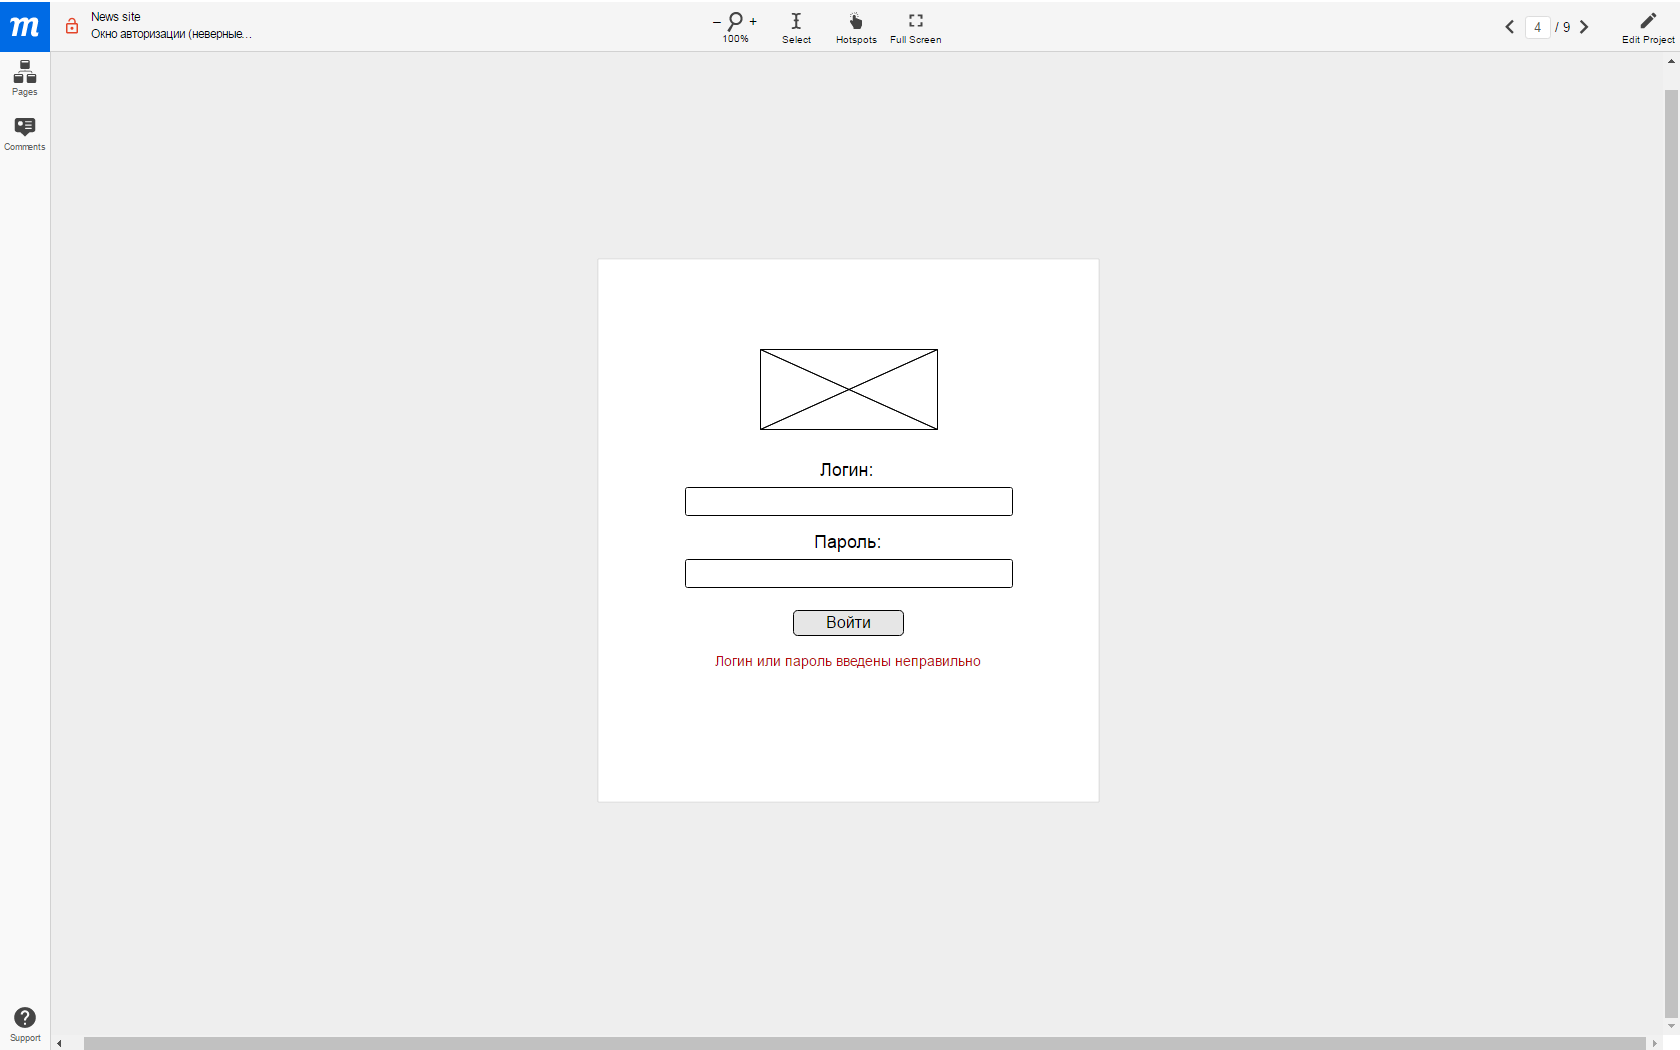 m
News site
Окно авторизации (неверные...
– +
100%
Select
Hotspots
Full Screen
4 / 9
Edit Project
Pages
Comments
Логин:
Пароль:
Войти
Логин или пароль введены неправильно
?
Support